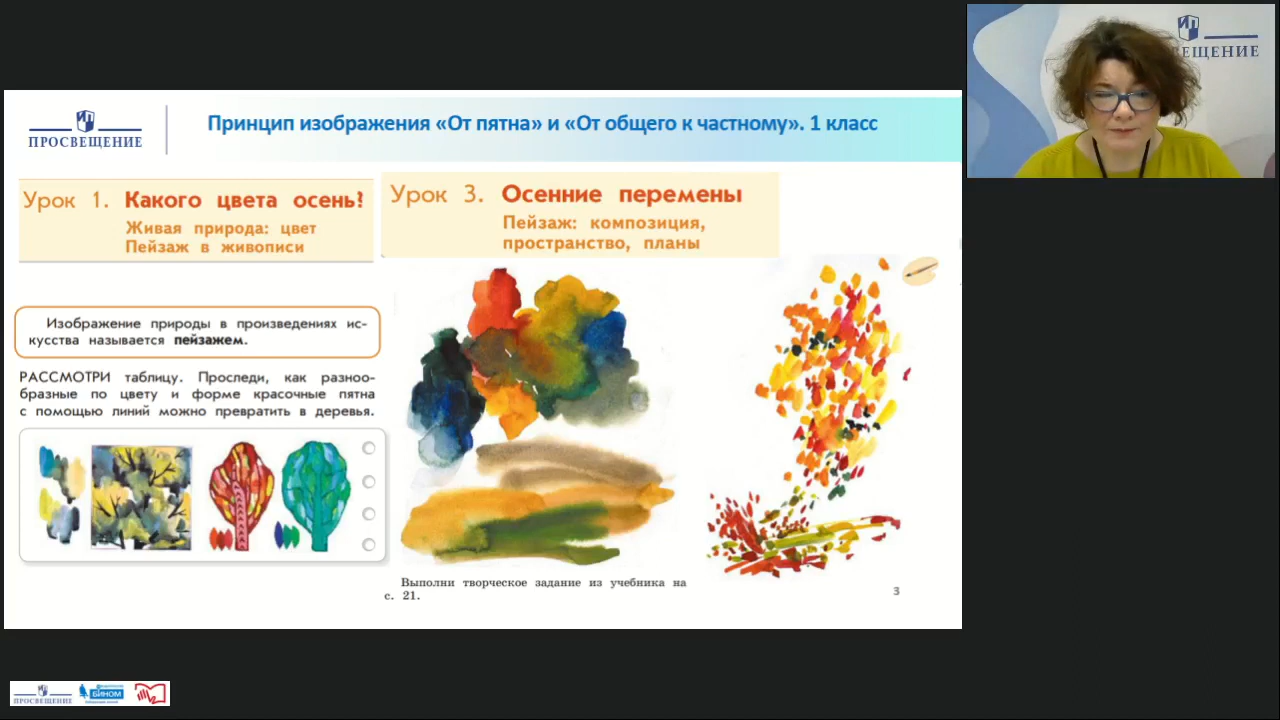 ПРОСВЕЩЕНИЕ
Принцип изображения «От пятна» и «От общего к частному». 1 класс
ПРОСВЕЩЕНИЕ
Урок 1. Какого цвета осень?
Живая природа: цвет
Пейзаж в живописи
Урок 3. Осенние перемены
Пейзаж: композиция,
пространство, планы
Изображение природы в произведениях ис-
кусства называется пейзажем.
РАССМОТРИ таблицу. Проследи, как разнооб-
бразные по цвету и форме красочные пятна
с помощью линий можно превратить в деревья.
Выполни творческое задание из учебника на
с. 21.
3
ПРОСВЕЩЕНИЕ
БИНОМ